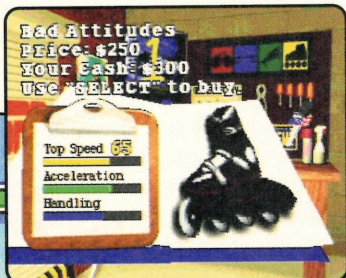 Bad Attitudes
Price: $250
Your Cash: $300
Use "SELECT" to buy.
Top Speed 65
Acceleration
Handling